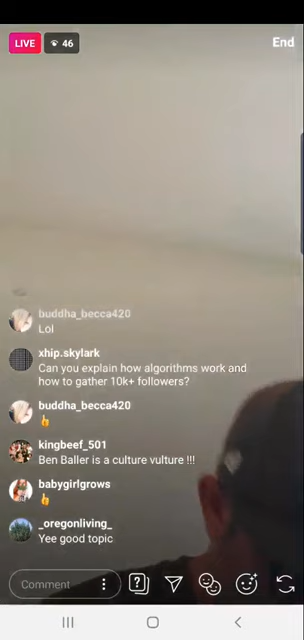 LIVE
46
End
buddha_becca420
Lol
xhip.skylark
Can you explain how algorithms work and
how to gather 10k+ followers?
buddha_becca420
👍
kingbeef_501
Ben Baller is a culture vulture !!!
babygirlgrows
👍
_oregonliving_
Yee good topic
Comment